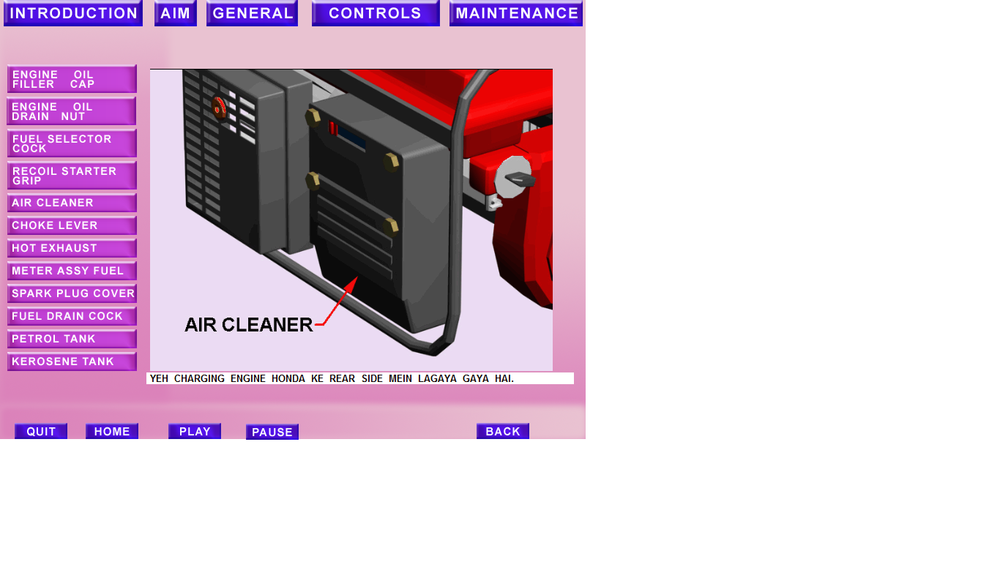 INTRODUCTION AIM GENERAL CONTROLS MAINTENANCE
ENGINE OIL
FILLER CAP
ENGINE OIL
DRAIN NUT
FUEL SELECTOR
COCK
RECOIL STARTER
GRIP
AIR CLEANER
CHOKE LEVER
HOT EXHAUST
METER ASSY FUEL
SPARK PLUG COVER
FUEL DRAIN COCK
PETROL TANK
KEROSENE TANK
AIR CLEANER
YEH CHARGING ENGINE HONDA KE REAR SIDE MEIN LAGAYA GAYA HAI.
QUIT HOME PLAY PAUSE BACK